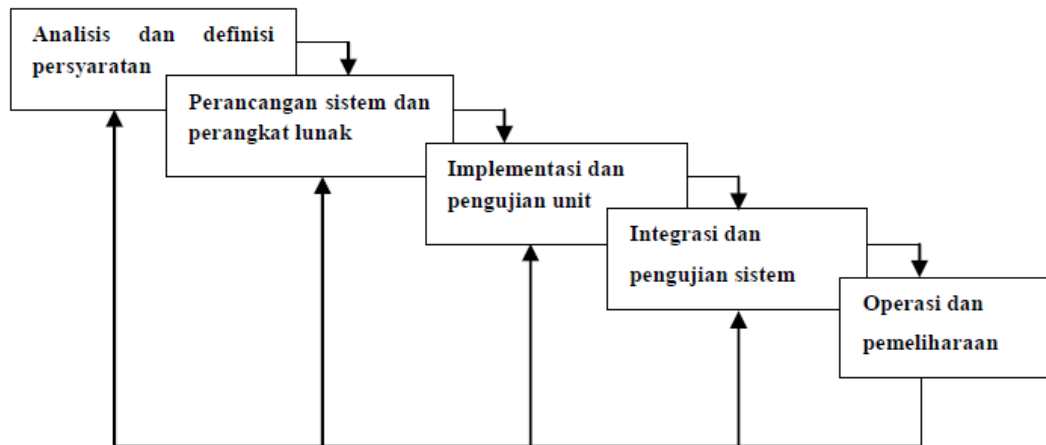 Analisis dan definisi
persyaratan
Perancangan sistem dan
perangkat lunak
Implementasi dan
pengujian unit
Integrasi dan
pengujian sistem
Operasi dan
pemeliharaan